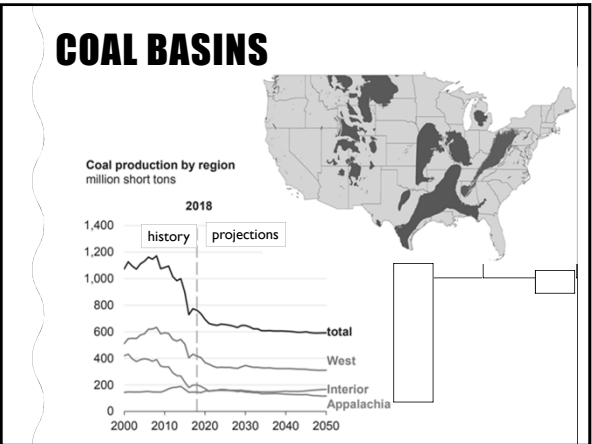 COAL BASINS
Coal production by region
million short tons
2018
history
projections
1,400
1,200
1,000
800
600
400
200
0
total
West
Interior
Appalachia
2000 2010 2020 2030 2040 2050